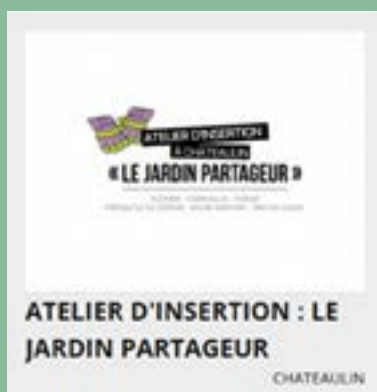 ATELIER D'INSERTION
À CHATEAULIN
« LE JARDIN PARTAGEUR »
ATELIER D'INSERTION : LE
JARDIN PARTAGEUR
CHATEAULIN